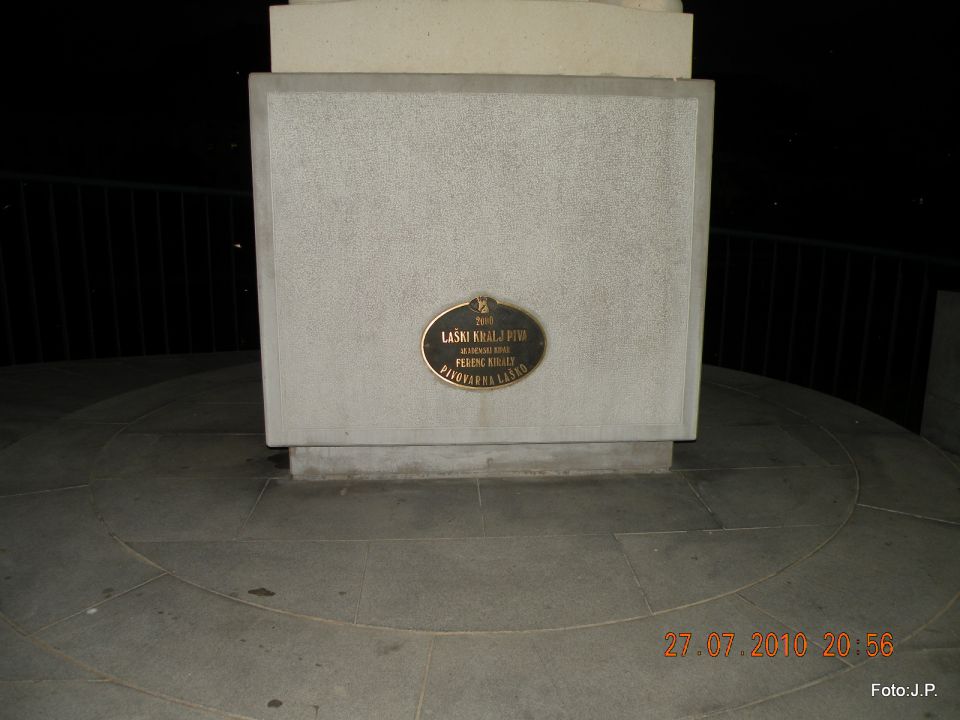 2000
LAŠKI KRALJ PIVA
AKADEMSKI KIPAR
FERENC KIRALY
PIVOVARNA LAŠKO
27.07.2010 20:56
Foto:J.P.